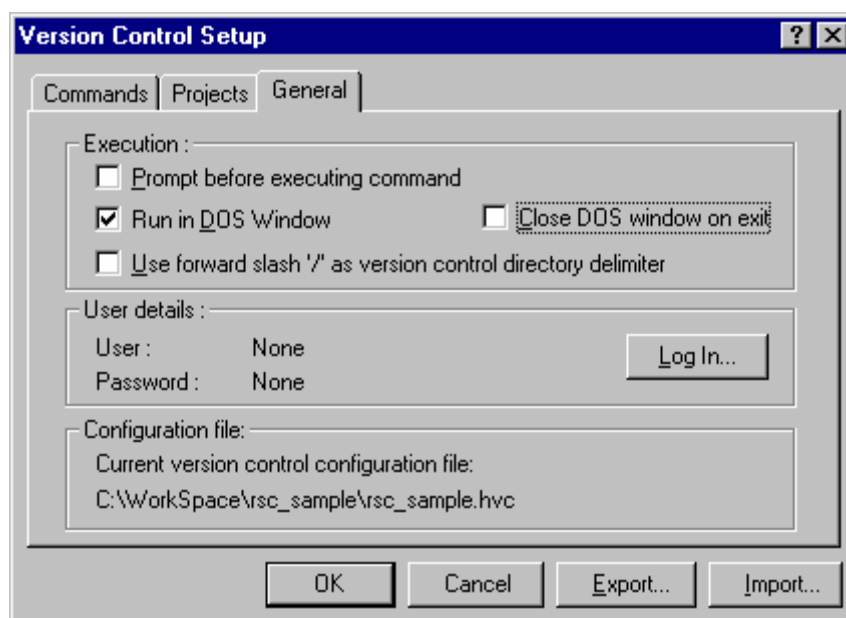 Version Control Setup
Commands Projects General
Execution :
Prompt before executing command
Run in DOS Window Close DOS window on exit
Use forward slash '/' as version control directory delimiter
User details :
User : None
Log In...
Password : None
Configuration file:
Current version control configuration file:
C:\WorkSpace\rsc_sample\rsc_sample.hvc
OK Cancel Export... Import...